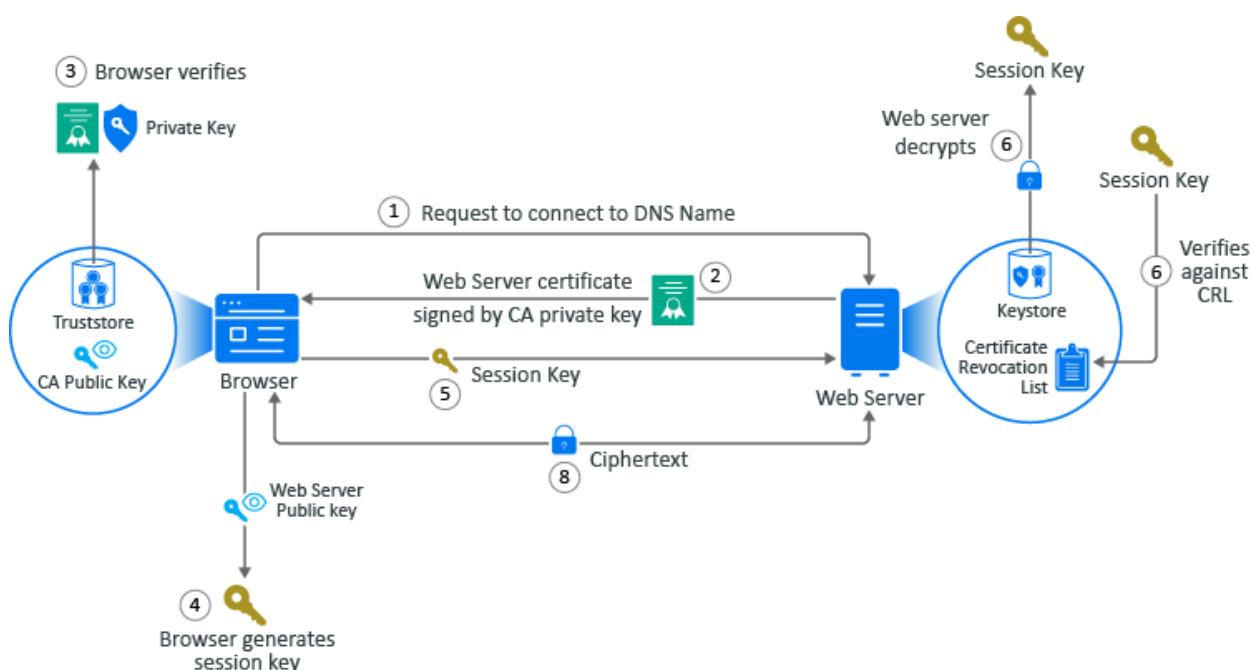 3 Browser verifies
Private Key
Truststore
CA Public Key
1 Request to connect to DNS Name
Web Server certificate
2
signed by CA private key
Browser
Session Key
5
Web Server
Ciphertext
8
Web Server
Public key
4
Browser generates
session key
Session Key
Web server
decrypts
6
Session Key
Verifies
6 against
CRL
Keystore
Certificate
Revocation
List